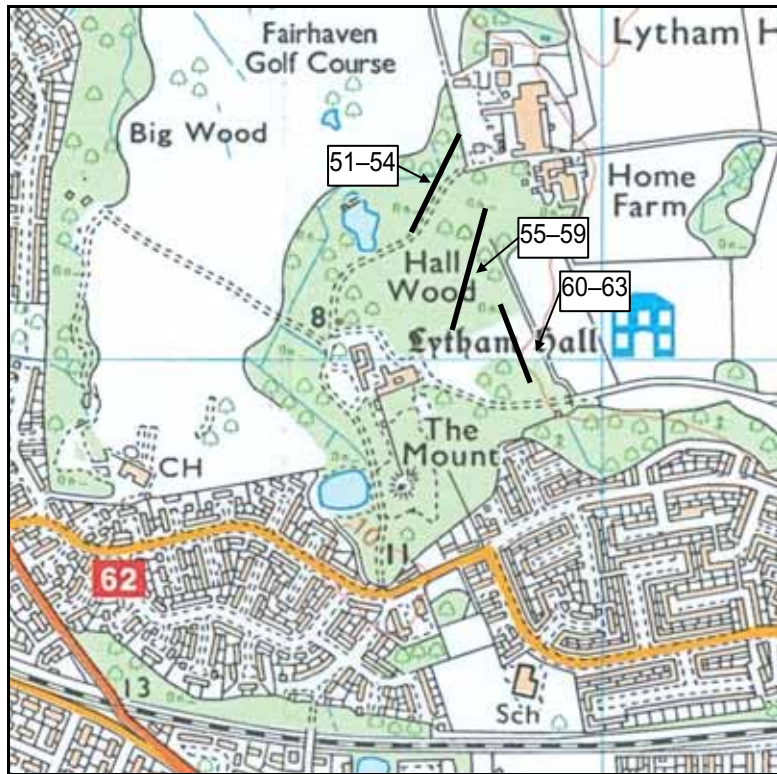 Fairhaven
Golf Course
Lytham H
Big Wood
51–54
Home
Farm
55–59
Hall
Wood
60–63
8
Lytham Hall
The
Mount
CH
10
11
62
13
Sch